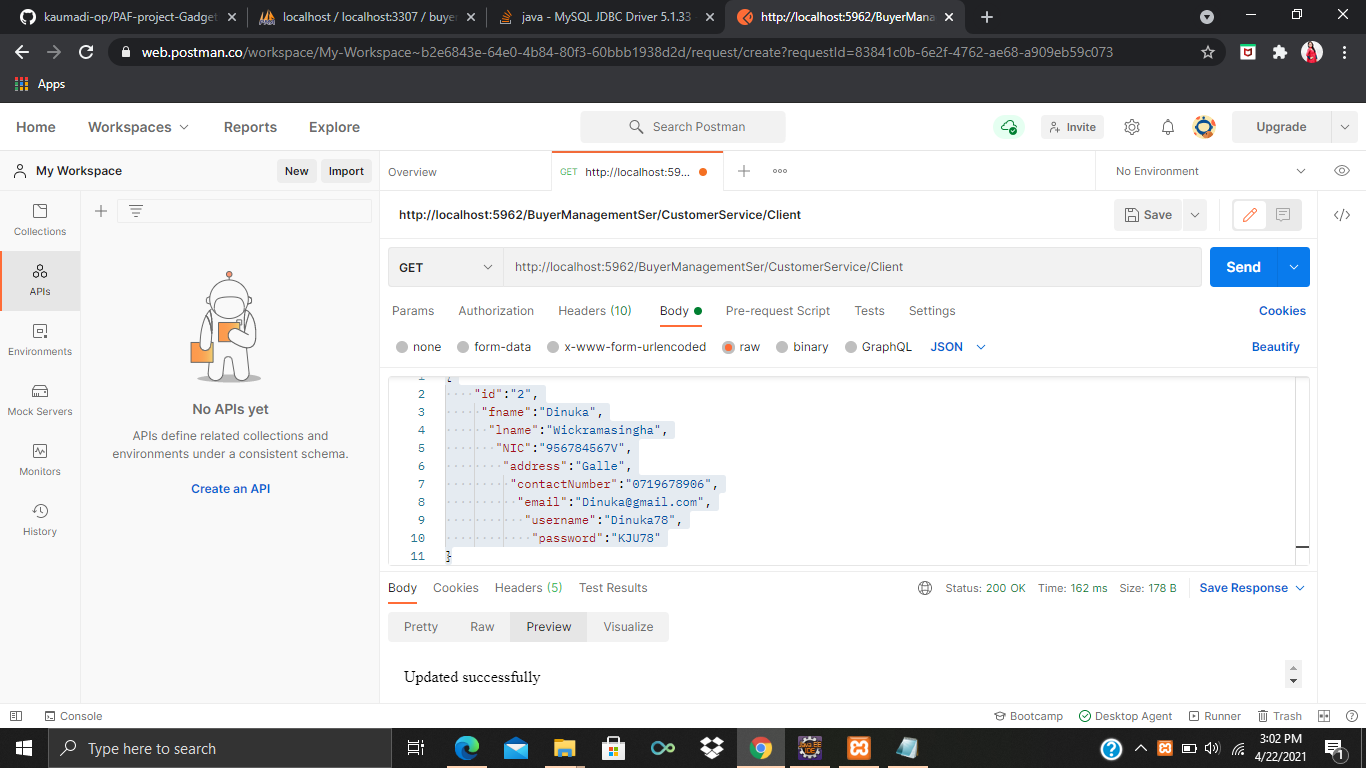 kaumadi-op/PAF-project-Gadget
localhost / localhost:3307 / buyer
java - MySQL JDBC Driver 5.1.33
http://localhost:5962/BuyerMana
web.postman.co/workspace/My-Workspace~b2e6843e-64e0-4b84-80f3-60bbb1938d2d/request/create?requestId=83841c0b-6e2f-4762-ae68-a909eb59c073
Apps
Home Workspaces Reports Explore Search Postman Invite Upgrade
My Workspace New Import Overview GET http://localhost:59... No Environment
Collections
APIs
Environments
Mock Servers
Monitors
History
No APIs yet
APIs define related collections and
environments under a consistent schema.
Create an API
http://localhost:5962/BuyerManagementSer/CustomerService/Client Save
GET http://localhost:5962/BuyerManagementSer/CustomerService/Client Send
Params Authorization Headers (10) Body Pre-request Script Tests Settings Cookies
none form-data x-www-form-urlencoded raw binary GraphQL JSON Beautify
1 {
2 "id":"2",
3 "fname":"Dinuka",
4 "lname":"Wickramasingha",
5 "NIC":"956784567V",
6 "address":"Galle",
7 "contactNumber":"0719678906",
8 "email":"Dinuka@gmail.com",
9 "username":"Dinuka78",
10 "password":"KJU78"
11 }
Body Cookies Headers (5) Test Results Status: 200 OK Time: 162 ms Size: 178 B Save Response
Pretty Raw Preview Visualize
Updated successfully
Console Bootcamp Desktop Agent Runner Trash
Type here to search
3:02 PM
4/22/2021
1